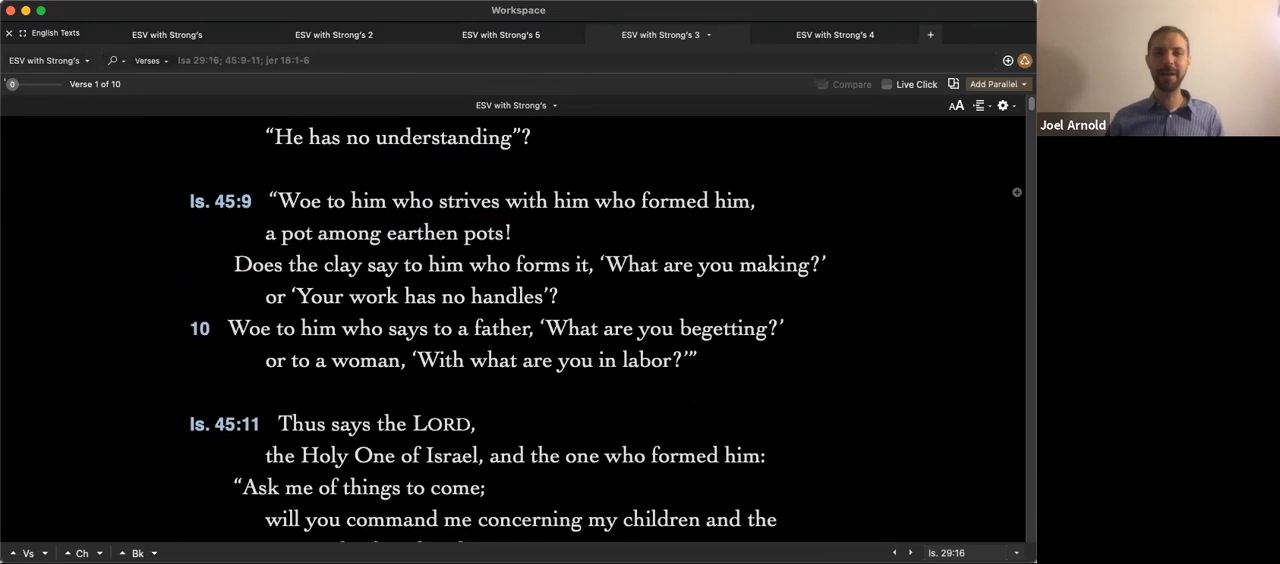 Workspace
English Texts
ESV with Strong's
ESV with Strong's 2
ESV with Strong's 5
ESV with Strong's 3
ESV with Strong's 4
+
ESV with Strong's
Verses
Isa 29:16; 45:9-11; jer 18:1-6
0
Verse 1 of 10
Compare
Live Click
Add Parallel
ESV with Strong's
AA
“He has no understanding”?
Is. 45:9 “Woe to him who strives with him who formed him,
a pot among earthen pots!
Does the clay say to him who forms it, ‘What are you making?’
or ‘Your work has no handles’?
10 Woe to him who says to a father, ‘What are you begetting?’
or to a woman, ‘With what are you in labor?’”
Is. 45:11 Thus says the LORD,
the Holy One of Israel, and the one who formed him:
“Ask me of things to come;
will you command me concerning my children and the
Vs
Ch
Bk
Is. 29:16
Joel Arnold